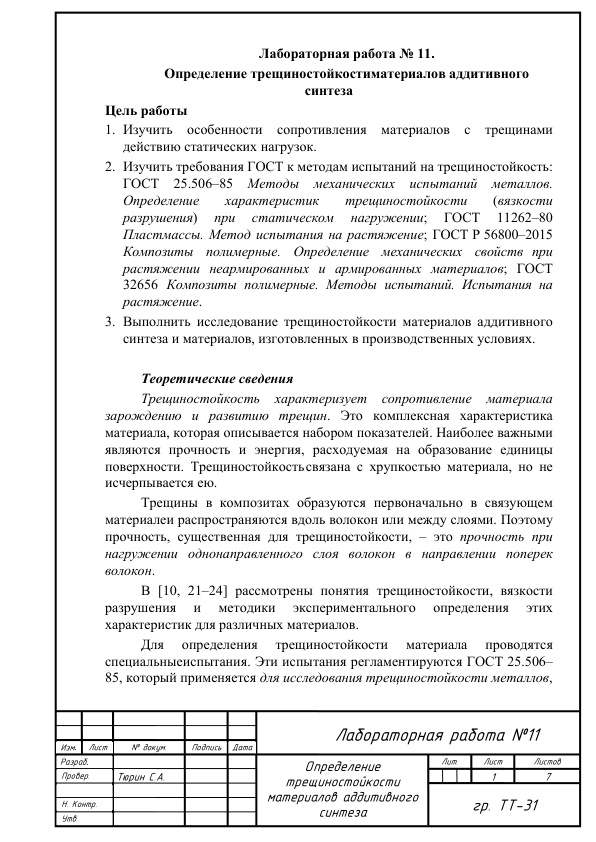 Лабораторная работа № 11.
Определение трещиностойкостиматериалов аддитивного
синтеза
Цель работы
1. Изучить особенности сопротивления материалов с трещинами
действию статических нагрузок.
2. Изучить требования ГОСТ к методам испытаний на трещиностойкость:
ГОСТ 25.506–85 Методы механических испытаний металлов.
Определение характеристик трещиностойкости (вязкости
разрушения) при статическом нагружении; ГОСТ 11262–80
Пластмассы. Метод испытания на растяжение; ГОСТ Р 56800–2015
Композиты полимерные. Определение механических свойств при
растяжении неармированных и армированных материалов; ГОСТ
32656 Композиты полимерные. Методы испытаний. Испытания на
растяжение.
3. Выполнить исследование трещиностойкости материалов аддитивного
синтеза и материалов, изготовленных в производственных условиях.
Теоретические сведения
Трещиностойкость характеризует сопротивление материала
зарождению и развитию трещин. Это комплексная характеристика
материала, которая описывается набором показателей. Наиболее важными
являются прочность и энергия, расходуемая на образование единицы
поверхности. Трещиностойкостьсвязана с хрупкостью материала, но не
исчерпывается ею.
Трещины в композитах образуются первоначально в связующем
материалеи распространяются вдоль волокон или между слоями. Поэтому
прочность, существенная для трещиностойкости, – это прочность при
нагружении однонаправленного слоя волокон в направлении поперек
волокон.
В [10, 21–24] рассмотрены понятия трещиностойкости, вязкости
разрушения и методики экспериментального определения этих
характеристик для различных материалов.
Для определения трещиностойкости материала проводятся
специальныеиспытания. Эти испытания регламентируются ГОСТ 25.506–
85, который применяется для исследования трещиностойкости металлов,
Лабораторная работа №11
Изм. Лист № докум. Подпись Дата
Разраб. Определение Лит Лист Листов
Провер. Тюрин С.А. трещиностойкости 1 7
материалов аддитивного
Н. Контр. синтеза гр. ТТ-31
Утв.